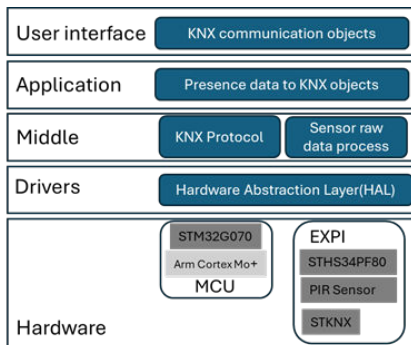 User interface
KNX communication objects
Application
Presence data to KNX objects
Middle
KNX Protocol
Sensor raw
data process
Drivers
Hardware Abstraction Layer(HAL)
STM32G070
Arm Cortex Mo+
MCU
EXPI
STHS34PF80
PIR Sensor
STKNX
Hardware